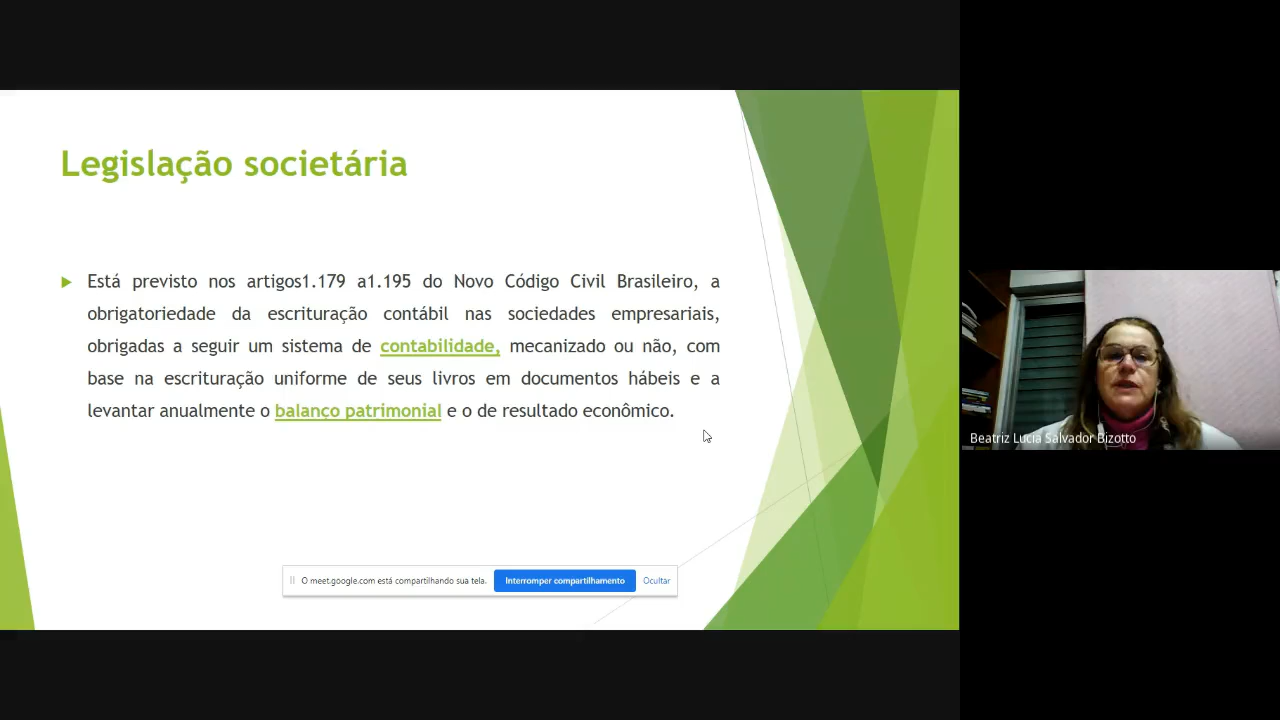 Legislação societária
Está previsto nos artigos1.179 a1.195 do Novo Código Civil Brasileiro, a
obrigatoriedade da escrituração contábil nas sociedades empresariais,
obrigadas a seguir um sistema de contabilidade, mecanizado ou não, com
base na escrituração uniforme de seus livros em documentos hábeis e a
levantar anualmente o balanço patrimonial e o de resultado econômico.
O meet.google.com está compartilhando sua tela. Interromper compartilhamento Ocultar
Beatriz Lucia Salvador Bizotto